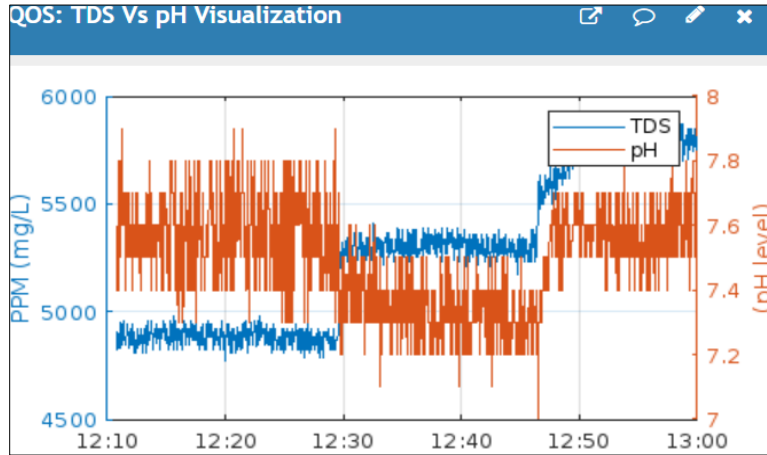 QOS: TDS Vs pH Visualization
6000
5500
5000
4500
PPM (mg/L)
TDS
pH
8
7.8
7.6
7.4
7.2
7
(pH level)
12:10 12:20 12:30 12:40 12:50 13:00